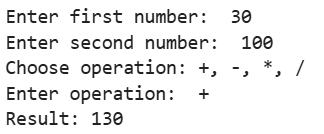 Enter first number:  30
Enter second number:  100
Choose operation: +, -, *, /
Enter operation:  +
Result: 130